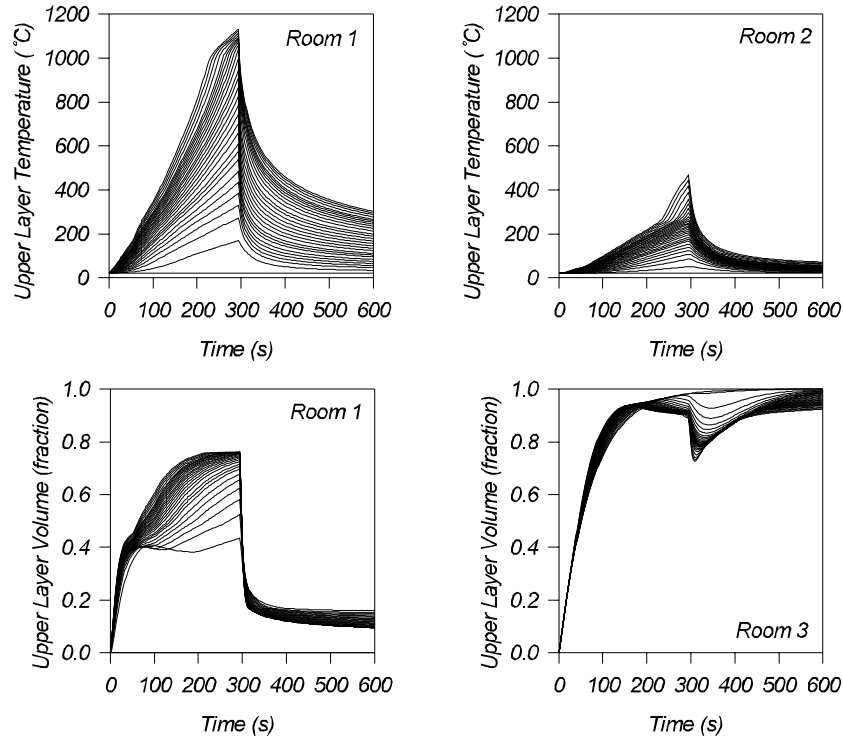 Upper Layer Temperature (°C)
1200
1000
800
600
400
200
0
Room 1
0 100 200 300 400 500 600
Time (s)
Upper Layer Temperature (°C)
1200
1000
800
600
400
200
0
Room 2
0 100 200 300 400 500 600
Time (s)
Upper Layer Volume (fraction)
1.0
0.8
0.6
0.4
0.2
0.0
Room 1
0 100 200 300 400 500 600
Time (s)
Upper Layer Volume (fraction)
1.0
0.8
0.6
0.4
0.2
0.0
Room 3
0 100 200 300 400 500 600
Time (s)